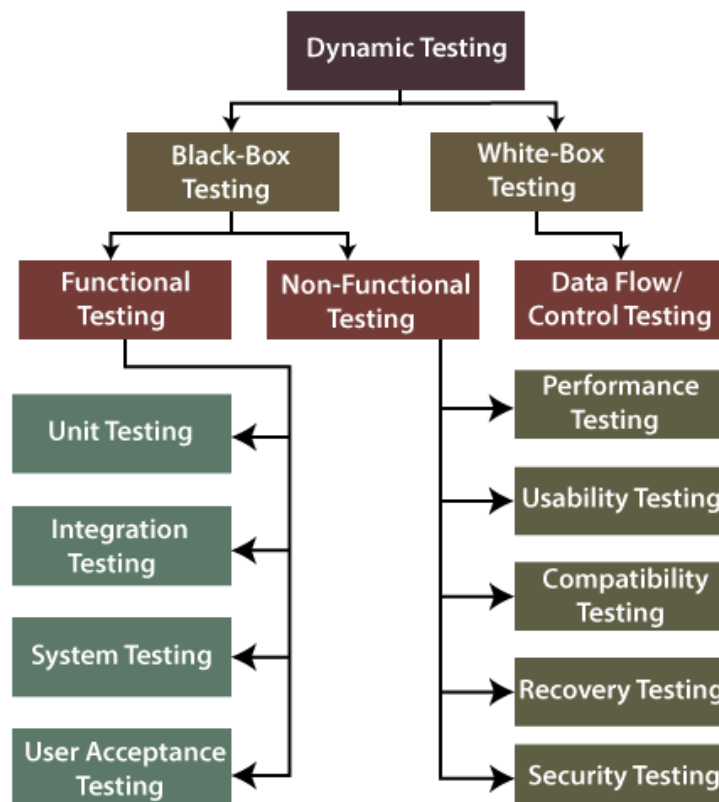 Dynamic Testing
Black-Box
Testing
White-Box
Testing
Functional
Testing
Non-Functional
Testing
Data Flow/
Control Testing
Unit Testing
Integration
Testing
System Testing
User Acceptance
Testing
Performance
Testing
Usability Testing
Compatibility
Testing
Recovery Testing
Security Testing